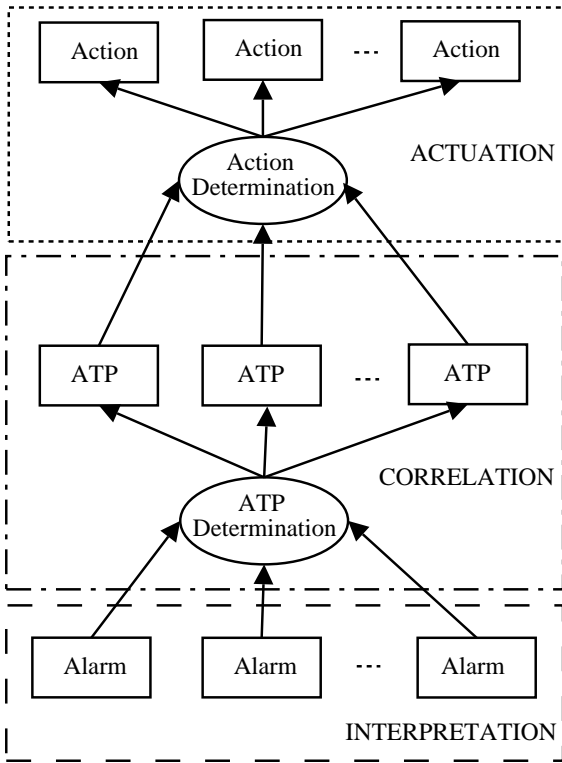 Action Action --- Action
Action
Determination
ACTUATION
ATP ATP --- ATP
CORRELATION
ATP
Determination
Alarm Alarm --- Alarm
INTERPRETATION